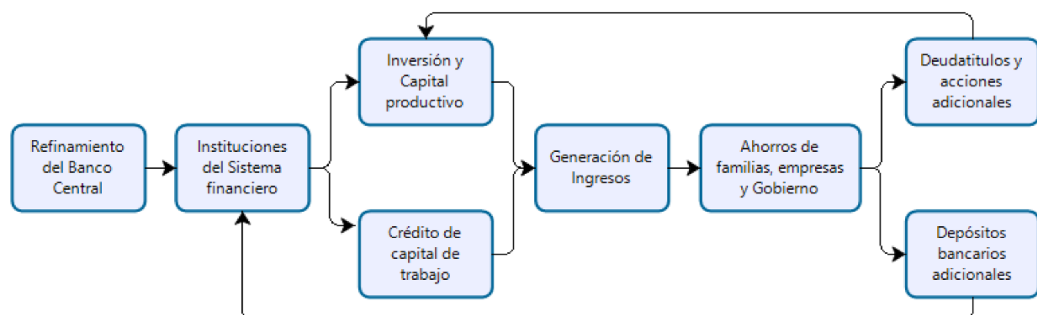 Refinamiento
del Banco
Central
Instituciones
del Sistema
financiero
Inversión y
Capital
productivo
Crédito de
capital de
trabajo
Generación de
Ingresos
Ahorros de
familias, empresas
y Gobierno
Deudatitulos y
acciones
adicionales
Depósitos
bancarios
adicionales